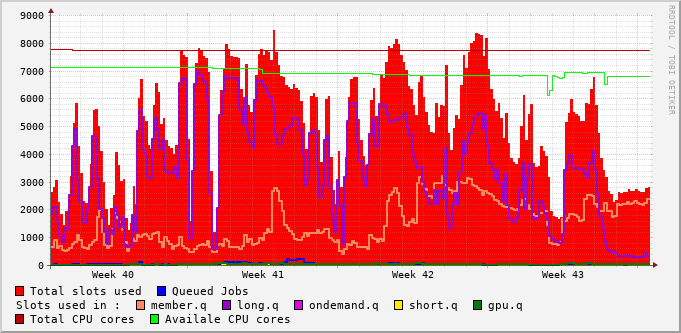 9000
8000
7000
6000
5000
4000
3000
2000
1000
0
Week 40 Week 41 Week 42 Week 43
RRDTOOL / TOBI OETIKER
Total slots used Queued Jobs
Slots used in : member.q long.q ondemand.q short.q gpu.q
Total CPU cores Availale CPU cores